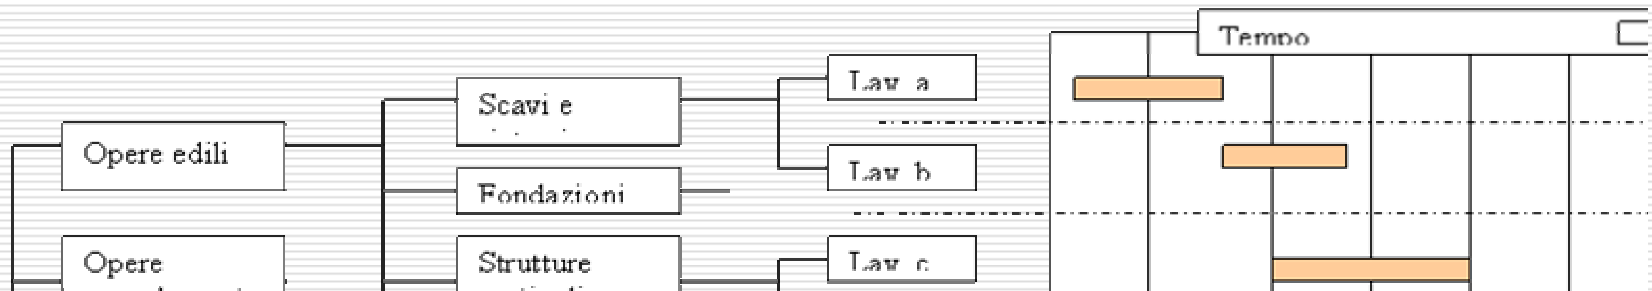 Tempo
Lav. a
Scavi e
Opere edili
Lav. b
Fondazioni
Opere
Strutture
Lav. c